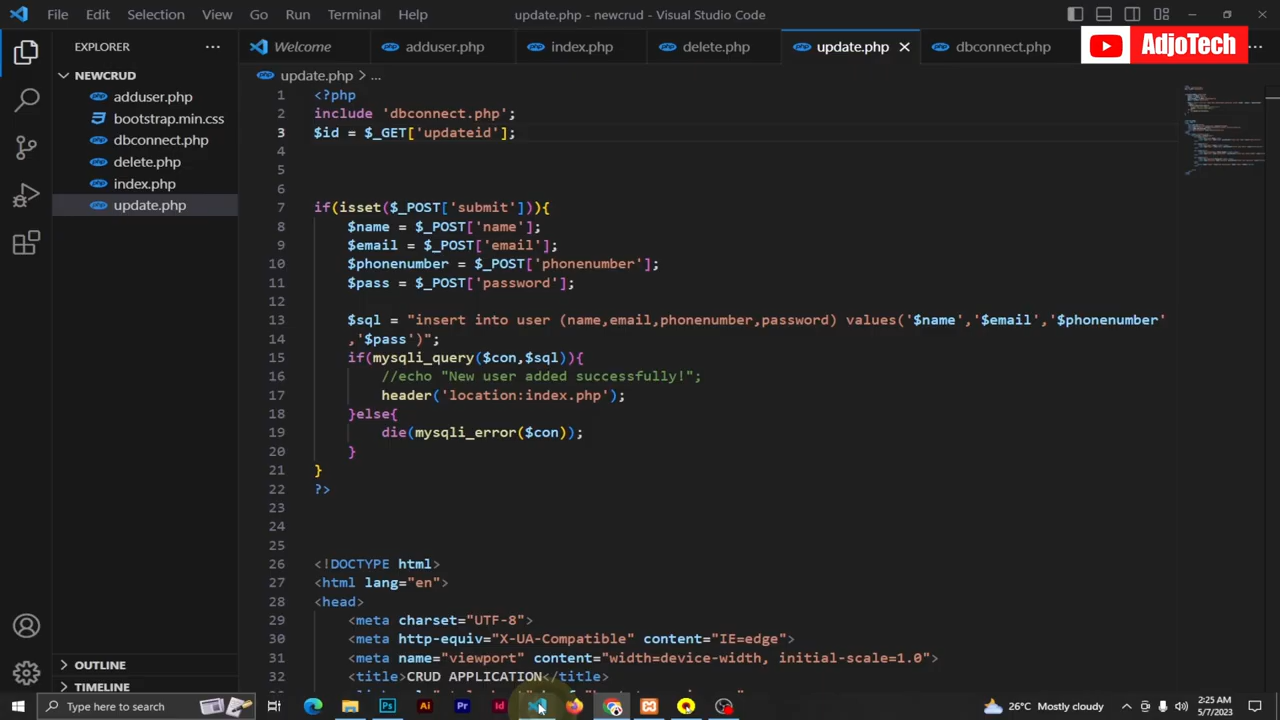 File Edit Selection View Go Run Terminal Help update.php - newcrud - Visual Studio Code
EXPLORER
Welcome adduser.php index.php delete.php update.php dbconnect.php AdjoTech
NEWCRUD
adduser.php
bootstrap.min.css
dbconnect.php
delete.php
index.php
update.php
OUTLINE
TIMELINE
update.php > ...
1 <?php
2 include 'dbconnect.php';
3 $id = $_GET['updateid'];
4
5
6
7 if(isset($_POST['submit'])){
8 $name = $_POST['name'];
9 $email = $_POST['email'];
10 $phonenumber = $_POST['phonenumber'];
11 $pass = $_POST['password'];
12
13 $sql = "insert into user (name,email,phonenumber,password) values('$name','$email','$phonenumber'
14 ,'$pass')";
15 if(mysqli_query($con,$sql)){
16 //echo "New user added successfully!";
17 header('location:index.php');
18 }else{
19 die(mysqli_error($con));
20 }
21 }
22 ?>
23
24
25
26 <!DOCTYPE html>
27 <html lang="en">
28 <head>
29 <meta charset="UTF-8">
30 <meta http-equiv="X-UA-Compatible" content="IE=edge">
31 <meta name="viewport" content="width=device-width, initial-scale=1.0">
32 <title>CRUD APPLICATION</title>
Type here to search
Ps Ai Pr Id
26°C Mostly cloudy
2:25 AM
5/7/2023